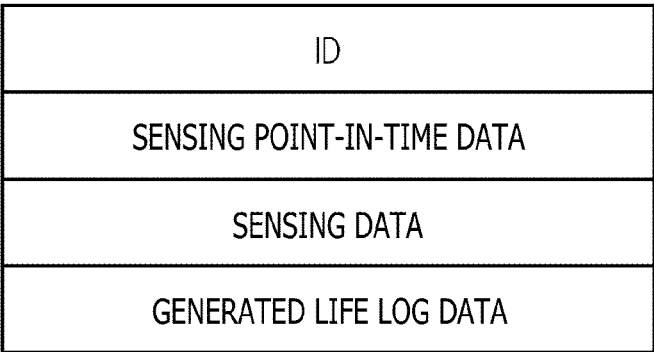 ID
SENSING POINT-IN-TIME DATA
SENSING DATA
GENERATED LIFE LOG DATA